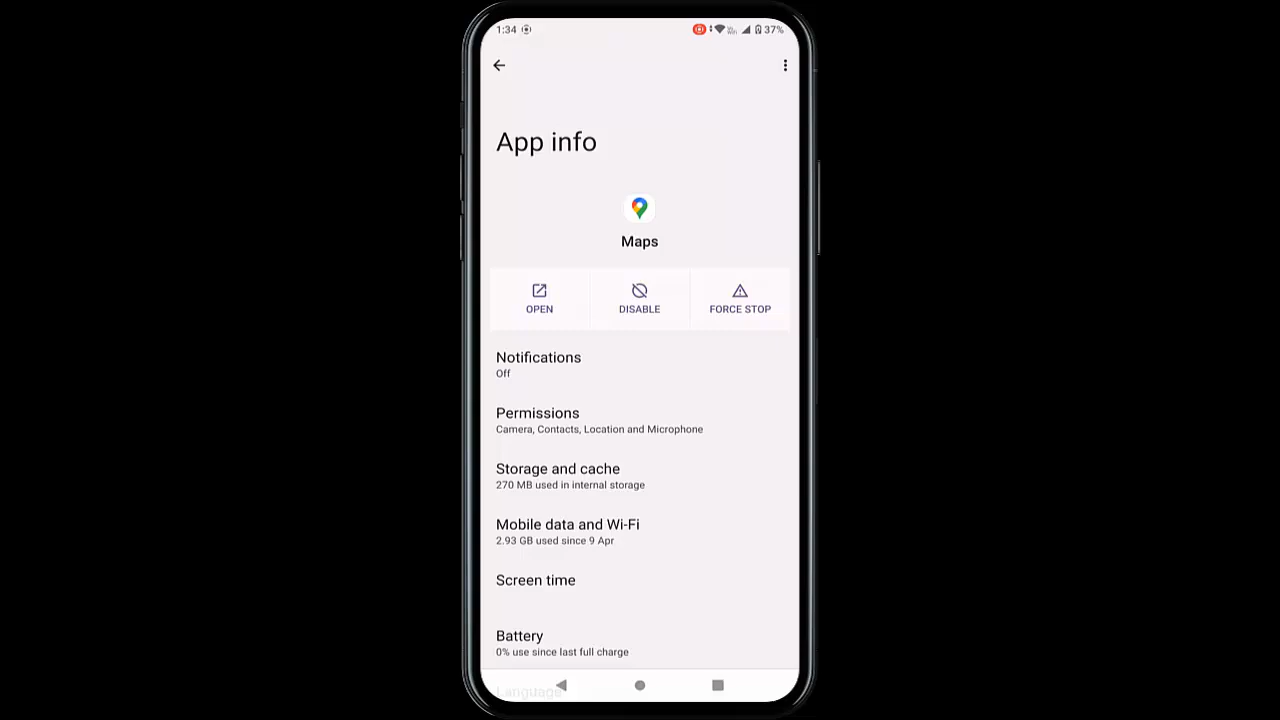 1:34 37%
App info
Maps
OPEN DISABLE FORCE STOP
Notifications
Off
Permissions
Camera, Contacts, Location and Microphone
Storage and cache
270 MB used in internal storage
Mobile data and Wi-Fi
2.93 GB used since 9 Apr
Screen time
Battery
0% use since last full charge
Language